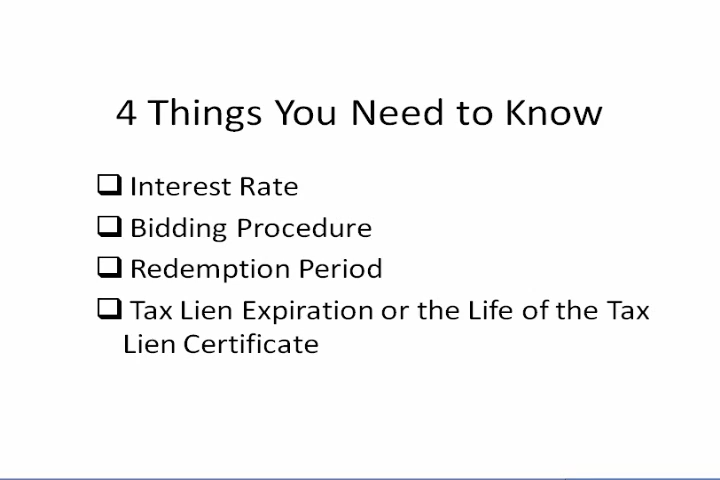 4 Things You Need to Know
❑ Interest Rate
❑ Bidding Procedure
❑ Redemption Period
❑ Tax Lien Expiration or the Life of the Tax
Lien Certificate